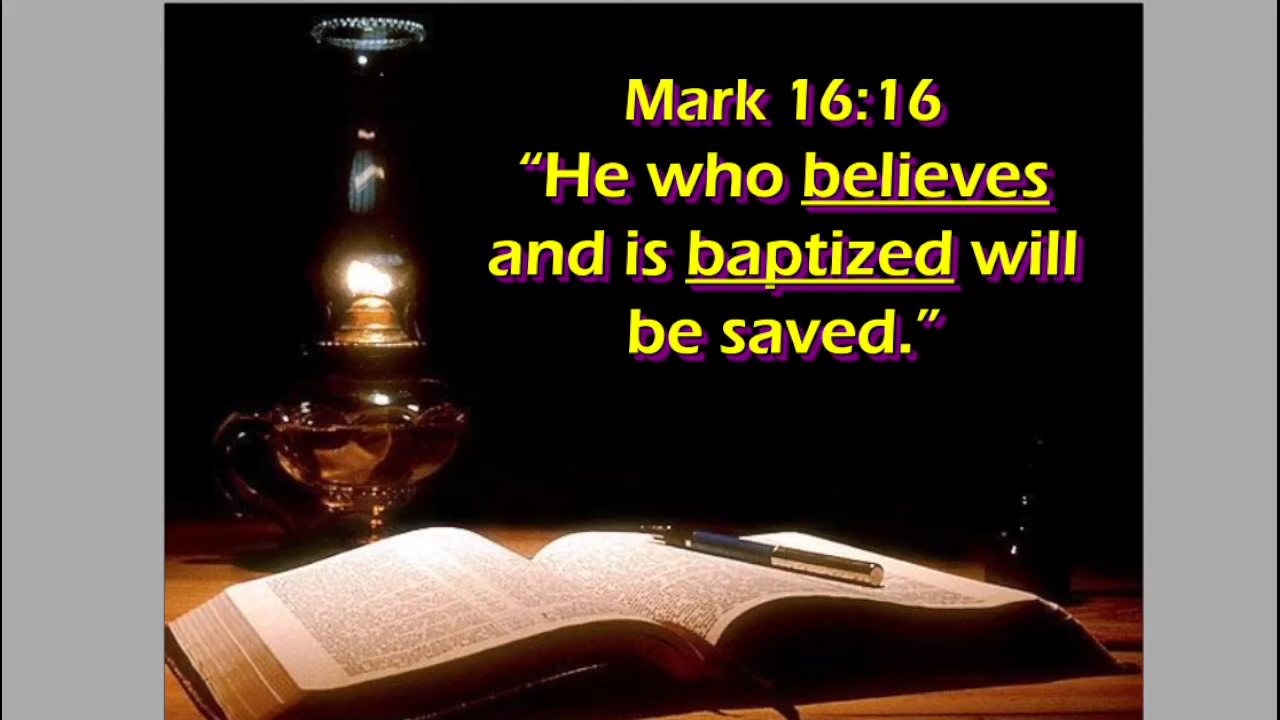 Mark 16:16
“He who believes
and is baptized will
be saved.”